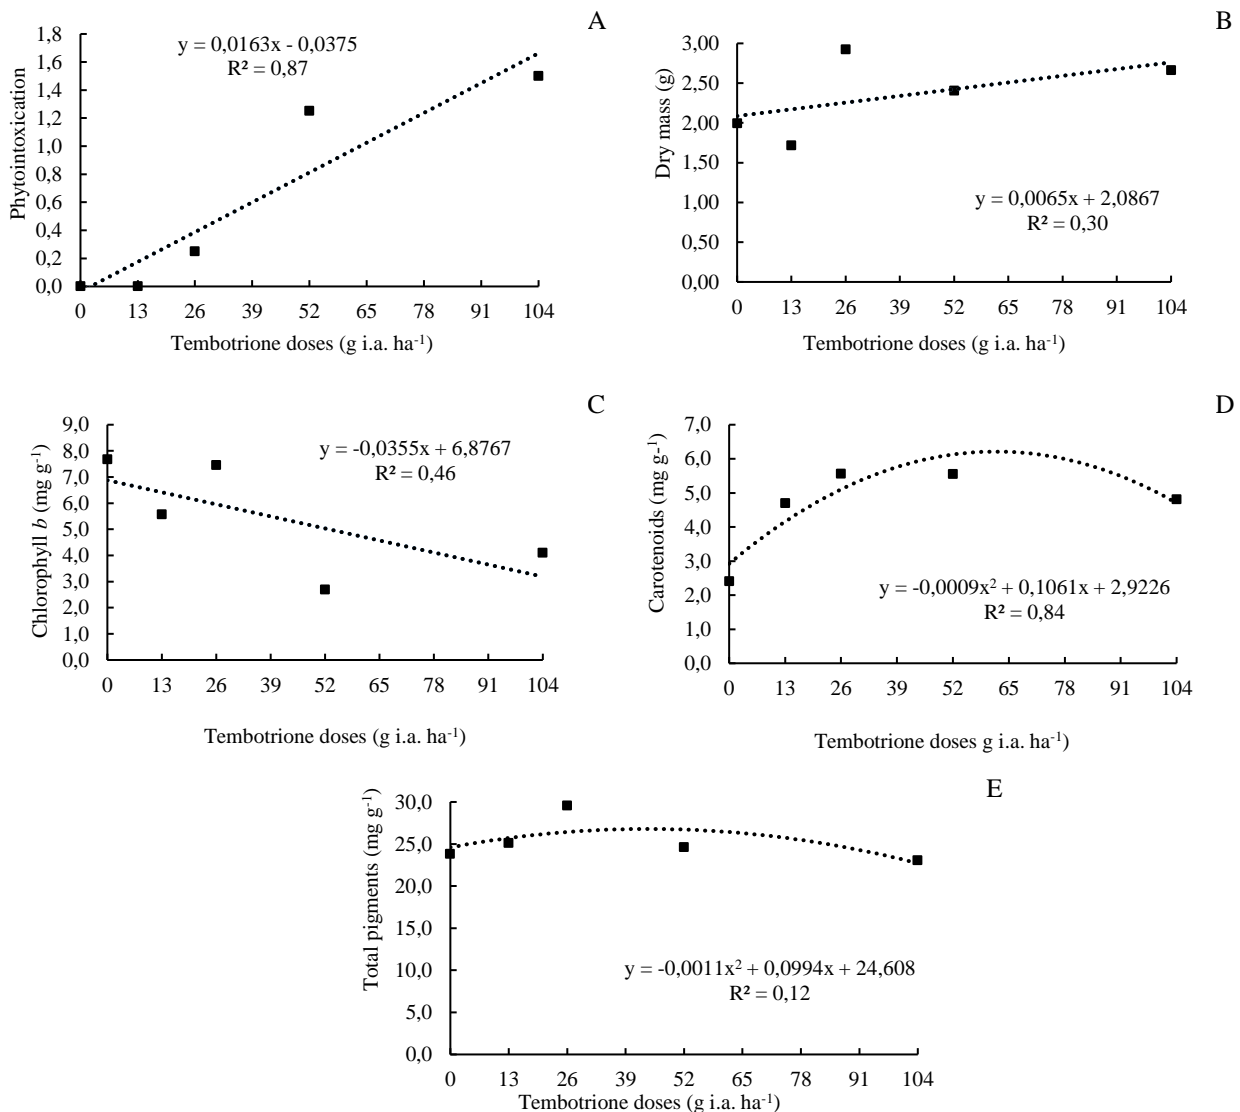 A
y = 0,0163x - 0,0375
R² = 0,87
1,8
1,6
1,4
1,2
1,0
0,8
0,6
0,4
0,2
0,0
Phytointoxication
0 13 26 39 52 65 78 91 104
Tembotrione doses (g i.a. ha⁻¹)
B
3,00
2,50
2,00
1,50
1,00
0,50
0,00
Dry mass (g)
y = 0,0065x + 2,0867
R² = 0,30
0 13 26 39 52 65 78 91 104
Tembotrione doses (g i.a. ha⁻¹)
C
9,0
8,0
7,0
6,0
5,0
4,0
3,0
2,0
1,0
0,0
Chlorophyll b (mg g⁻¹)
y = -0,0355x + 6,8767
R² = 0,46
0 13 26 39 52 65 78 91 104
Tembotrione doses (g i.a. ha⁻¹)
D
7,0
6,0
5,0
4,0
3,0
2,0
1,0
0,0
Carotenoids (mg g-¹)
y = -0,0009x² + 0,1061x + 2,9226
R² = 0,84
0 13 26 39 52 65 78 91 104
Tembotrione doses g i.a. ha⁻¹)
E
30,0
25,0
20,0
15,0
10,0
5,0
0,0
Total pigments (mg g⁻¹)
y = -0,0011x² + 0,0994x + 24,608
R² = 0,12
0 13 26 39 52 65 78 91 104
Tembotrione doses (g i.a. ha⁻¹)